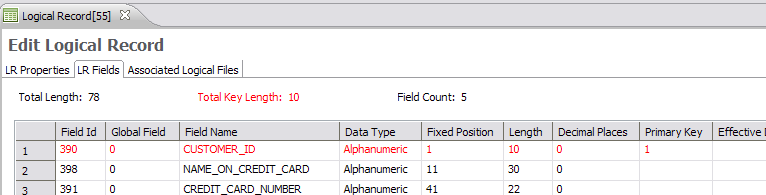 Logical Record[55]
Edit Logical Record
LR Properties LR Fields Associated Logical Files
Total Length: 78 Total Key Length: 10 Field Count: 5
Field Id Global Field Field Name Data Type Fixed Position Length Decimal Places Primary Key Effective
1 390 0 CUSTOMER_ID Alphanumeric 1 10 0 1
2 398 0 NAME_ON_CREDIT_CARD Alphanumeric 11 30 0
3 391 0 CREDIT_CARD_NUMBER Alphanumeric 41 22 0